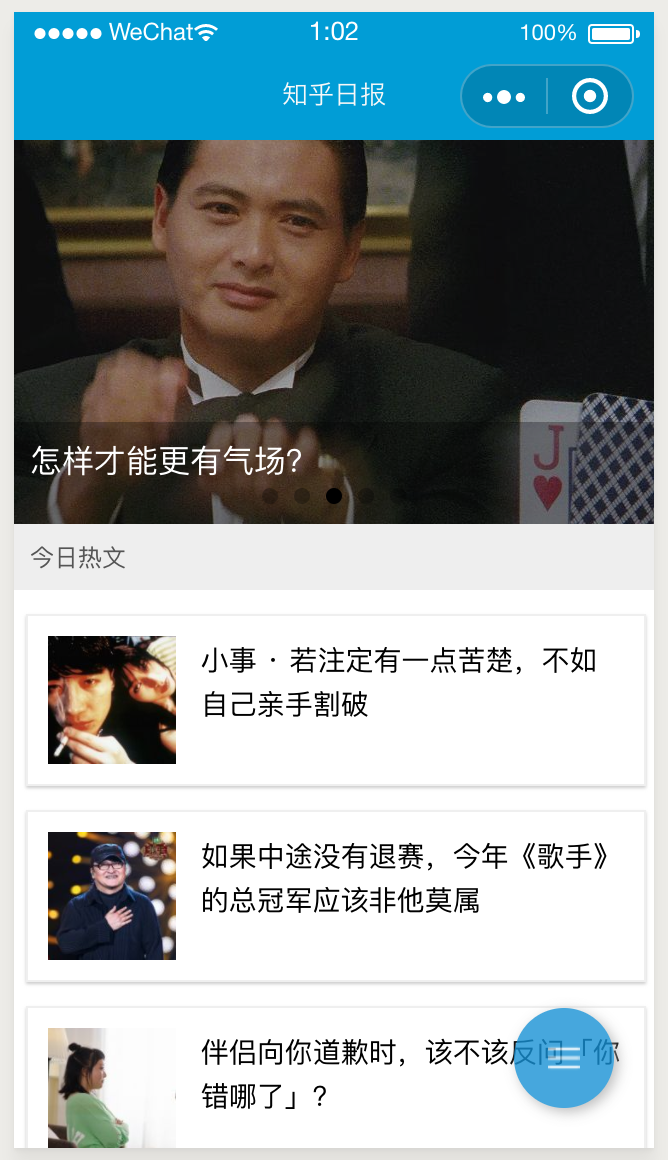 WeChat 1:02 100%
知乎日报
J
怎样才能更有气场?
今日热文
小事 · 若注定有一点苦楚，不如
自己亲手割破
如果中途没有退赛，今年《歌手》
的总冠军应该非他莫属
伴侣向你道歉时，该不该反问「你
错哪了」?